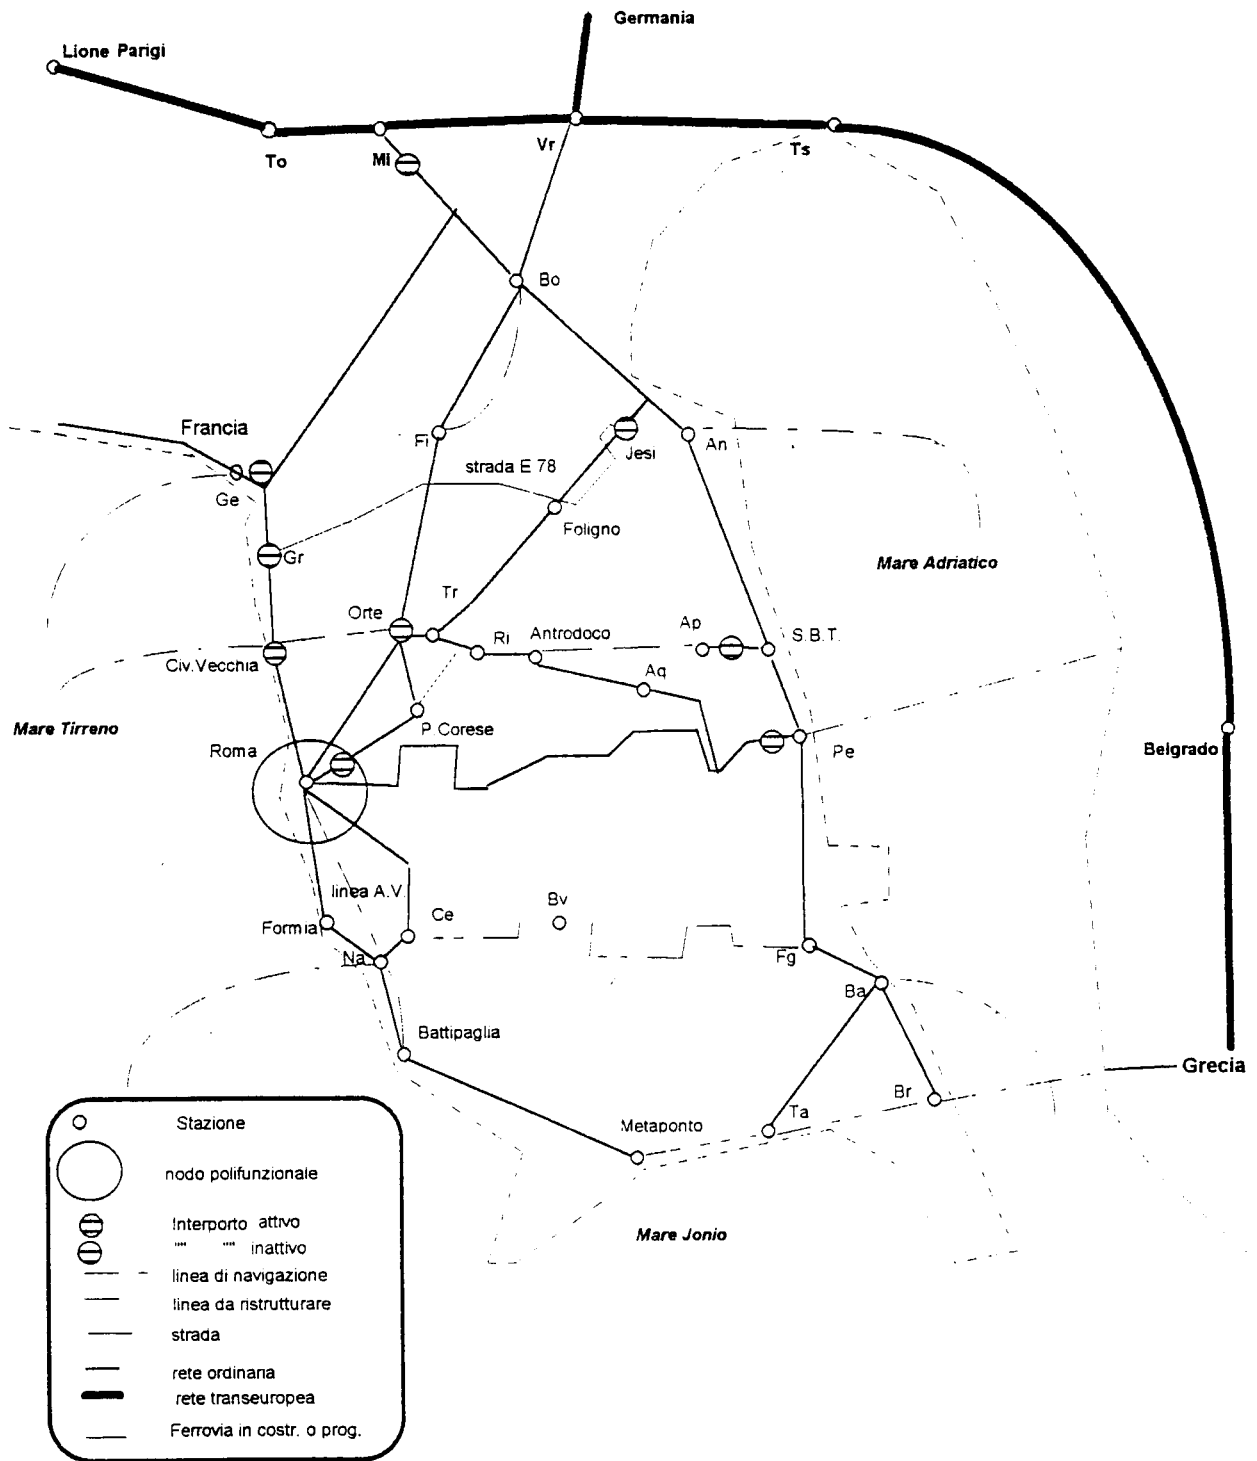 Germania
Lione Parigi
To
Mi
Vr
Ts
Bo
Francia
Fi
Jesi
An
strada E 78
Ge
Foligno
Gr
Mare Adriatico
Tr
Orte
Ri
Antrodoco
Ap
S.B.T.
Civ.Vecchia
Aq
Mare Tirreno
P.Corese
Roma
Pe
Belgrado
linea A.V.
Bv
Formia
Ce
Na
Fg
Ba
Battipaglia
Grecia
Br
Metaponto
Ta
Stazione
nodo polifunzionale
Interporto attivo
"" "" inattivo
linea di navigazione
linea da ristrutturare
strada
rete ordinaria
rete transeuropea
Ferrovia in costr. o prog.
Mare Jonio